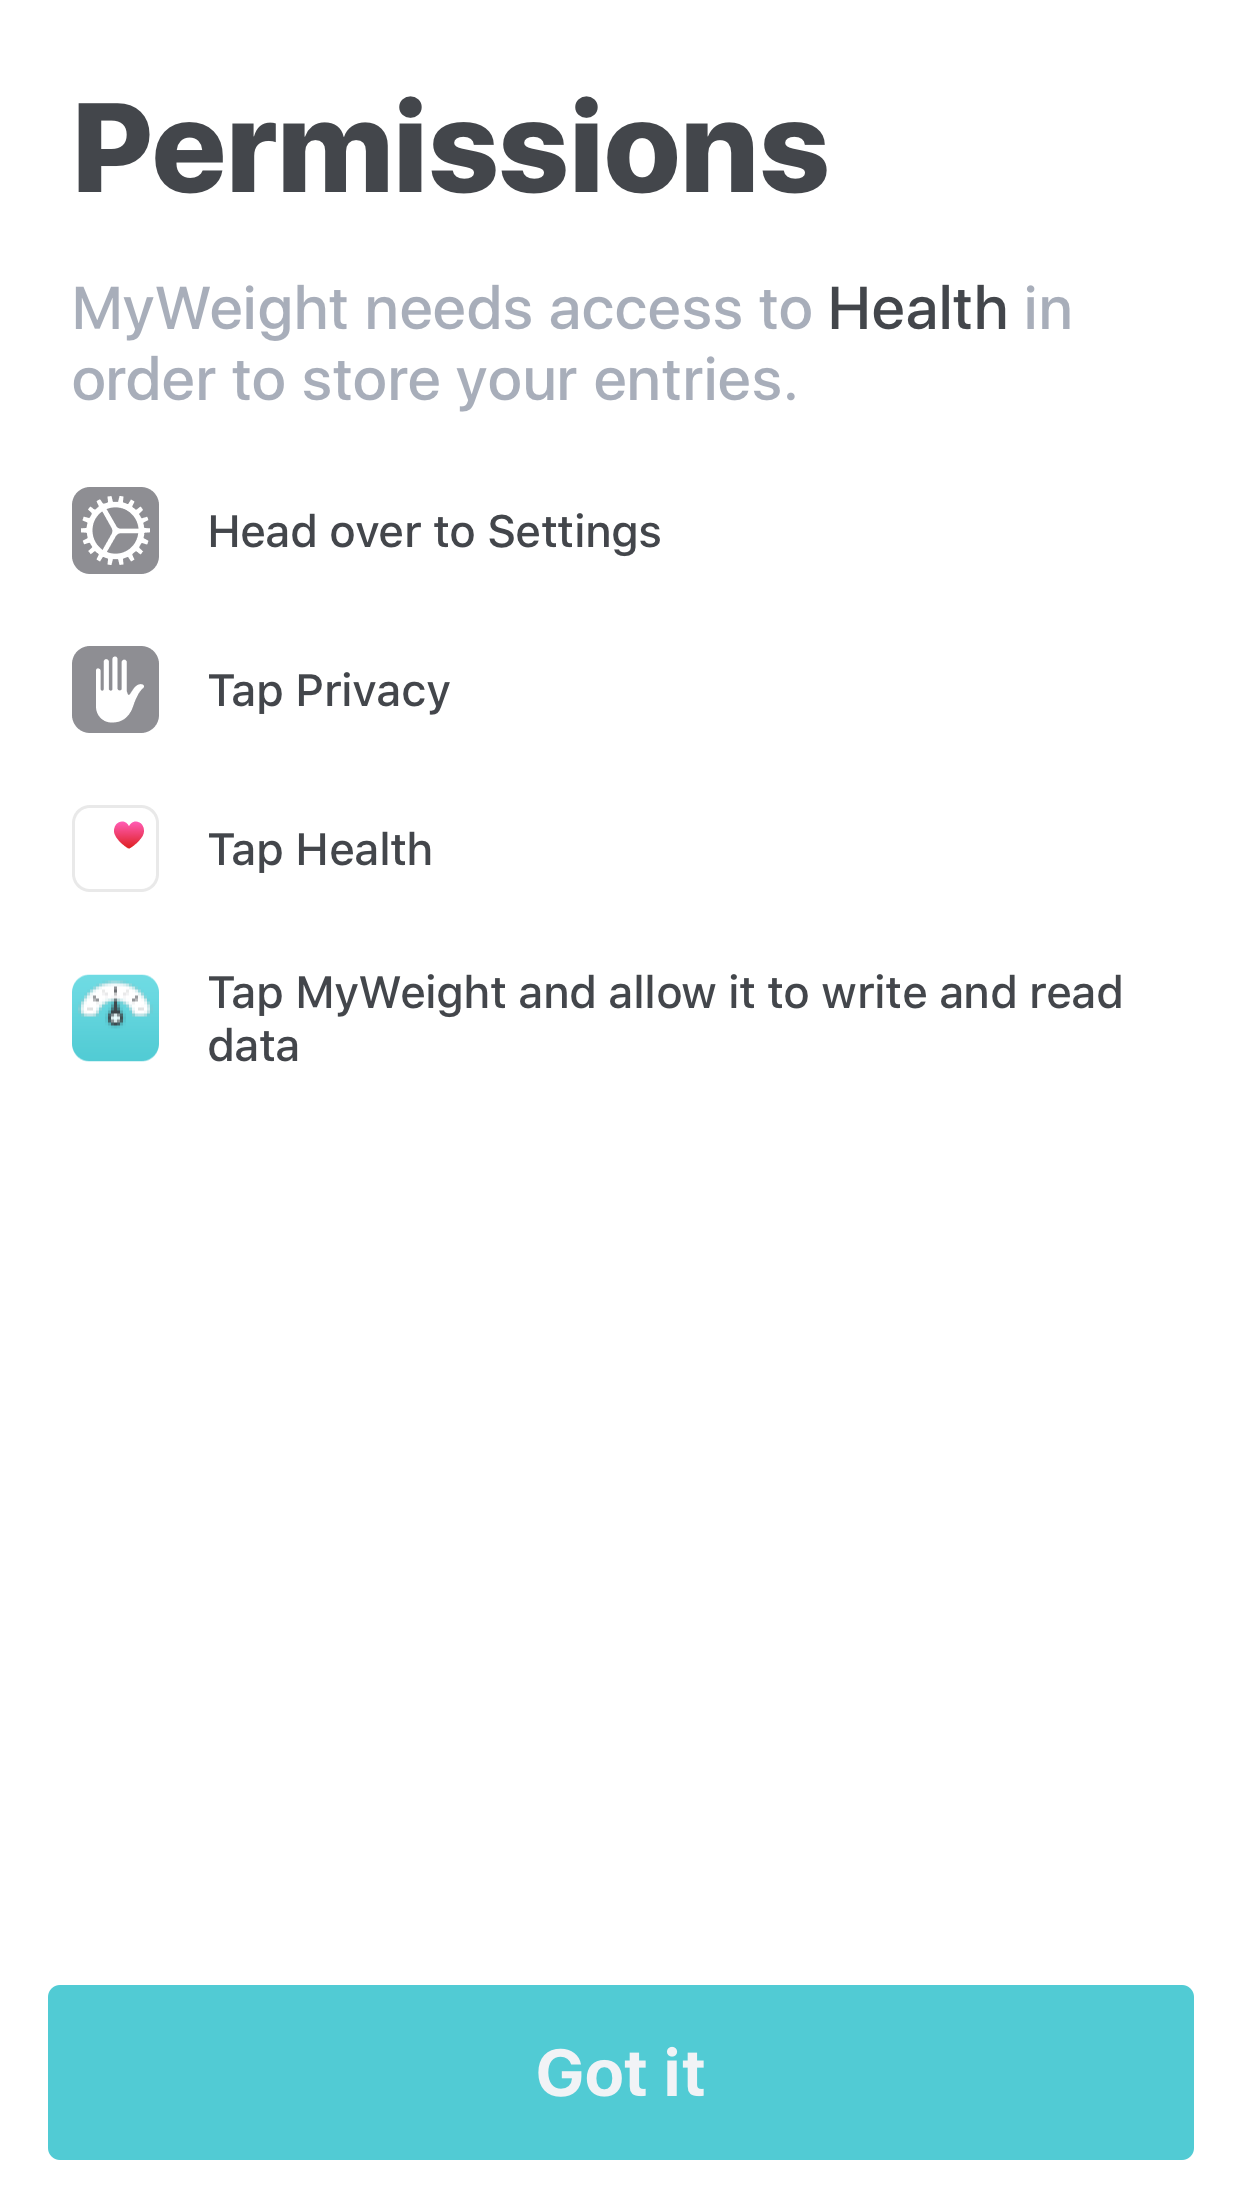 Permissions
MyWeight needs access to Health in
order to store your entries.
Head over to Settings
Tap Privacy
Tap Health
Tap MyWeight and allow it to write and read
data
Got it